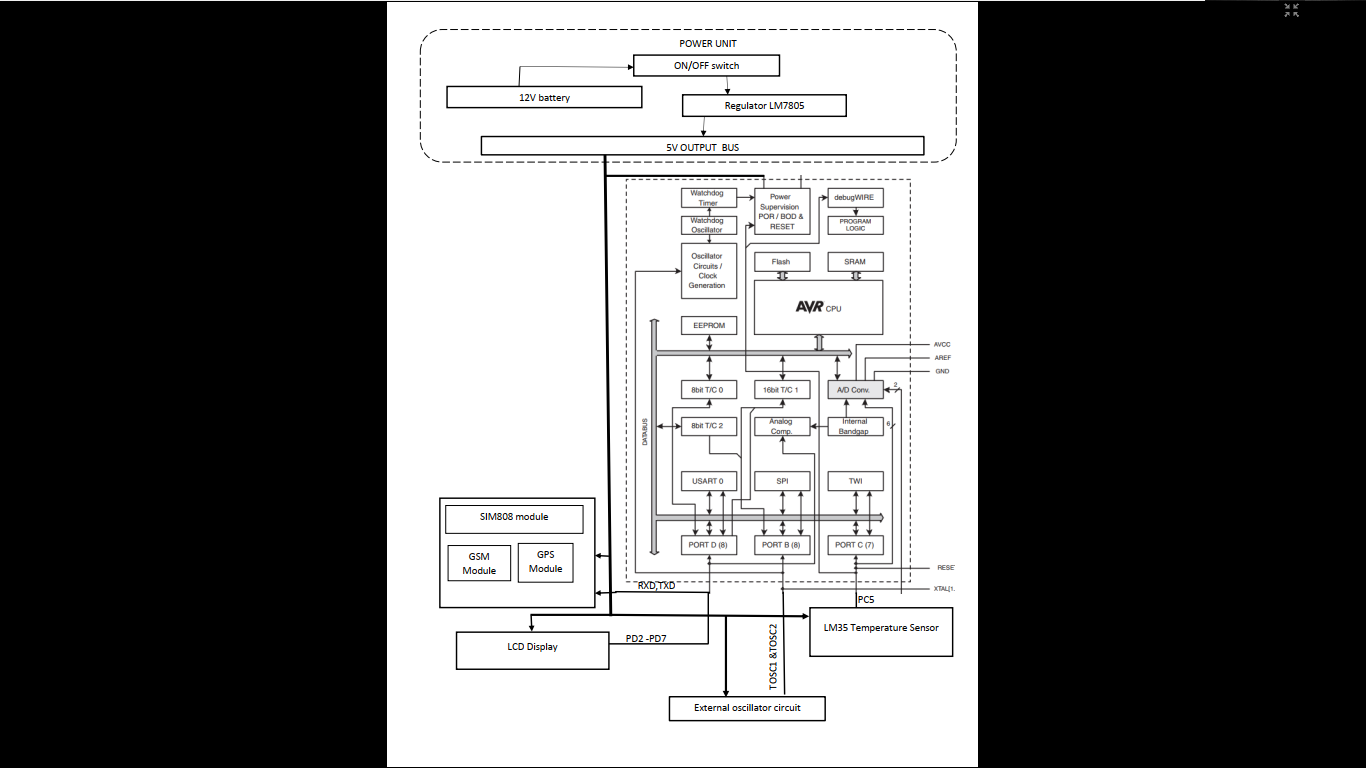 POWER UNIT
ON/OFF switch
12V battery
Regulator LM7805
5V OUTPUT BUS
Watchdog
Timer
Power
Supervision
POR / BOD &
RESET
debugWIRE
Watchdog
Oscillator
PROGRAM
LOGIC
Oscillator
Circuits /
Clock
Generation
Flash
SRAM
AVR CPU
EEPROM
AVCC
AREF
GND
8bit T/C 0
16bit T/C 1
A/D Conv.
2
DATABUS
8bit T/C 2
Analog
Comp.
Internal
Bandgap
6
USART 0
SPI
TWI
SIM808 module
PORT D (8)
PORT B (8)
PORT C (7)
GSM
Module
GPS
Module
RESE
RXD,TXD
XTAL[1.
PC5
LM35 Temperature Sensor
PD2 -PD7
LCD Display
TOSC1 &TOSC2
External oscillator circuit